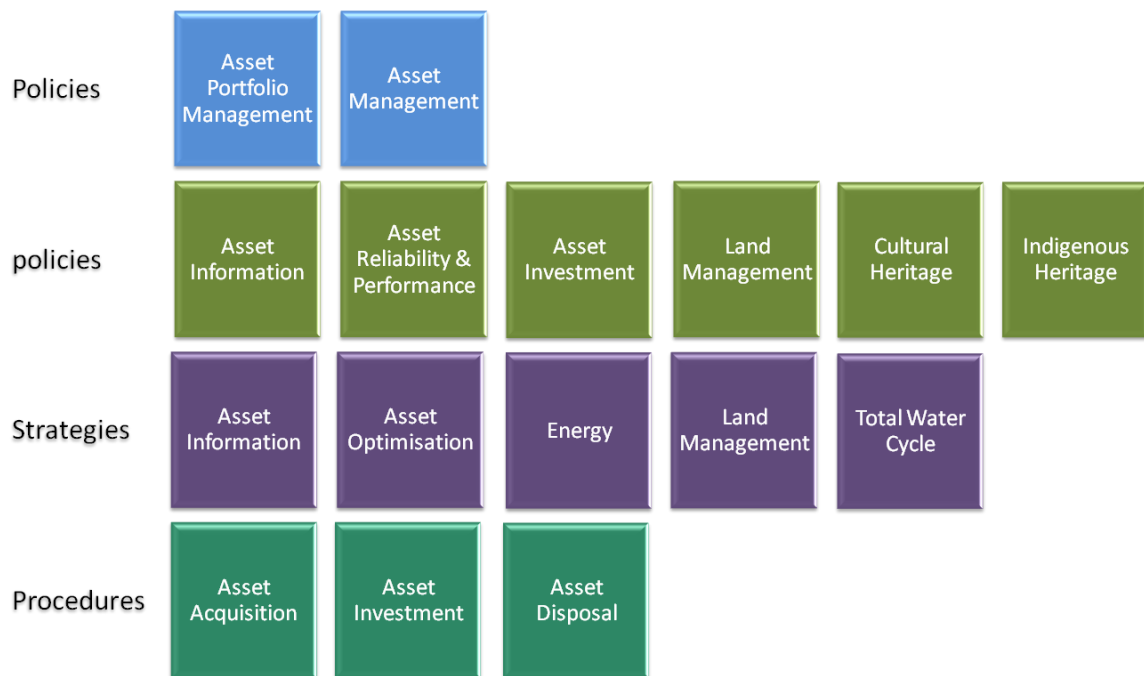 Policies
Asset
Portfolio
Management
Asset
Management
policies
Asset
Information
Asset
Reliability &
Performance
Asset
Investment
Land
Management
Cultural
Heritage
Indigenous
Heritage
Strategies
Asset
Information
Asset
Optimisation
Energy
Land
Management
Total Water
Cycle
Procedures
Asset
Acquisition
Asset
Investment
Asset
Disposal